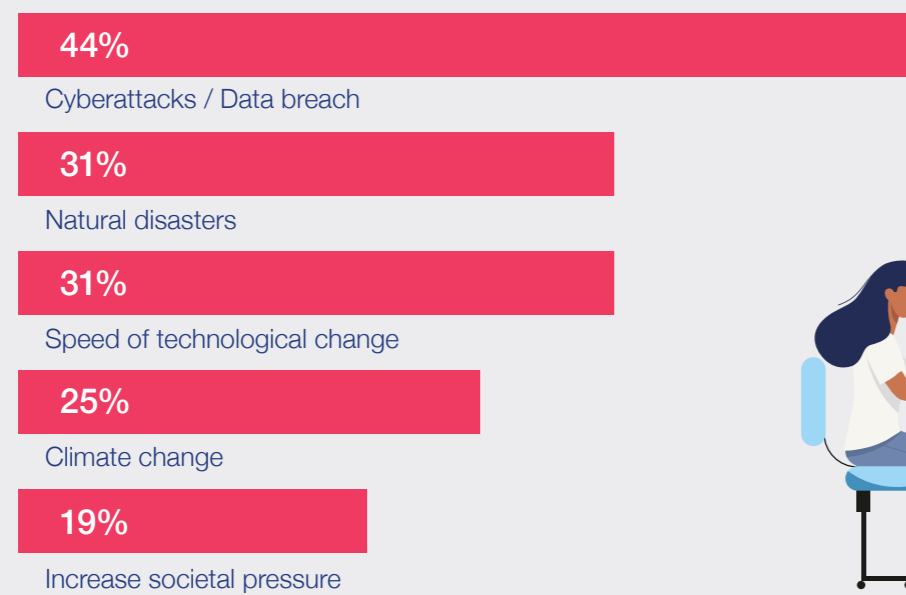 44%
Cyberattacks / Data breach
31%
Natural disasters
31%
Speed of technological change
25%
Climate change
19%
Increase societal pressure